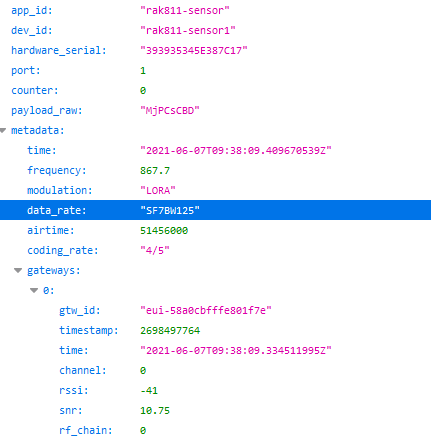 app_id: "rak811-sensor"
dev_id: "rak811-sensor1"
hardware_serial: "393935345E387C17"
port: 1
counter: 0
payload_raw: "MjPCsCBD"
metadata:
time: "2021-06-07T09:38:09.409670539Z"
frequency: 867.7
modulation: "LORA"
data_rate: "SF7BW125"
airtime: 51456000
coding_rate: "4/5"
gateways:
0:
gtw_id: "eui-58a0cbfffe801f7e"
timestamp: 2698497764
time: "2021-06-07T09:38:09.334511995Z"
channel: 0
rssi: -41
snr: 10.75
rf_chain: 0